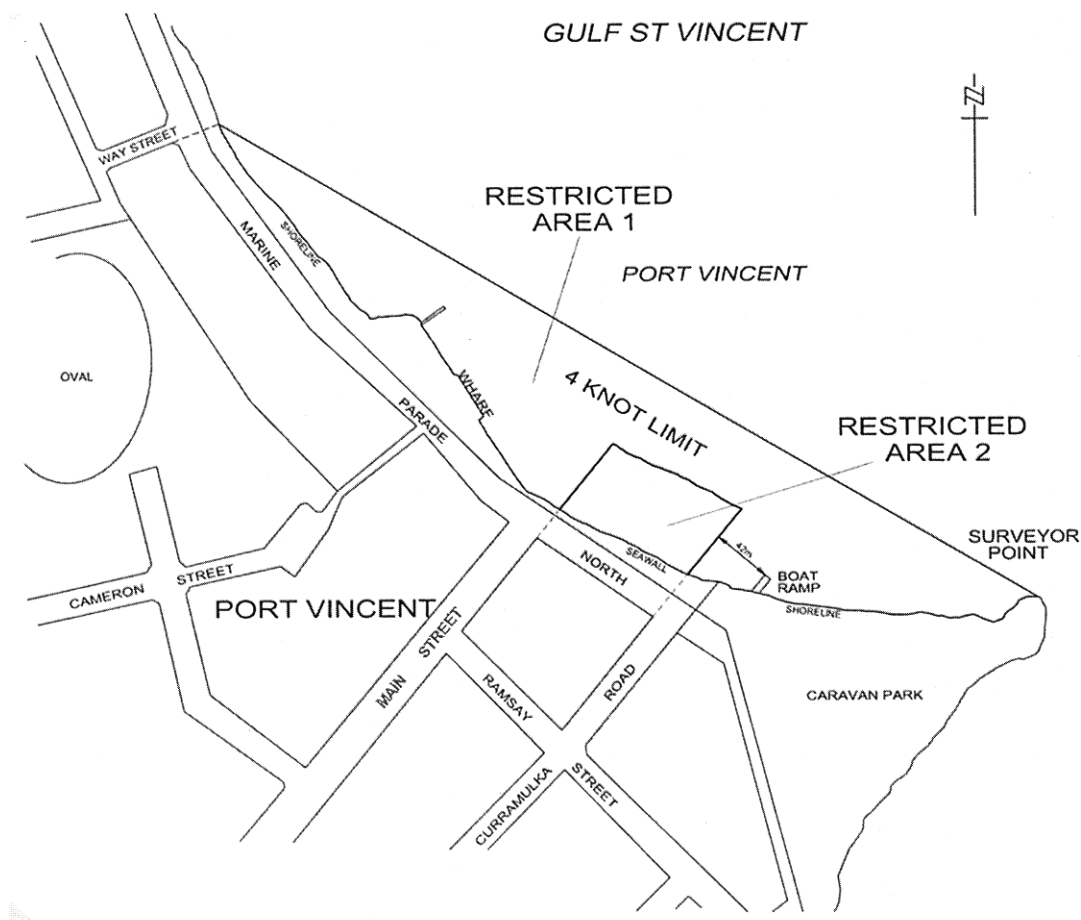 GULF ST VINCENT
N
WAY STREET
RESTRICTED
AREA 1
MARINE
SHORELINE
PORT VINCENT
OVAL
WHARF
4 KNOT LIMIT
PARADE
RESTRICTED
AREA 2
SURVEYOR
POINT
SEAWALL
42m
NORTH
BOAT
RAMP
SHORELINE
CAMERON
STREET
PORT VINCENT
MAIN
STREET
RAMSAY
ROAD
CARAVAN PARK
CURRAMULKA
STREET